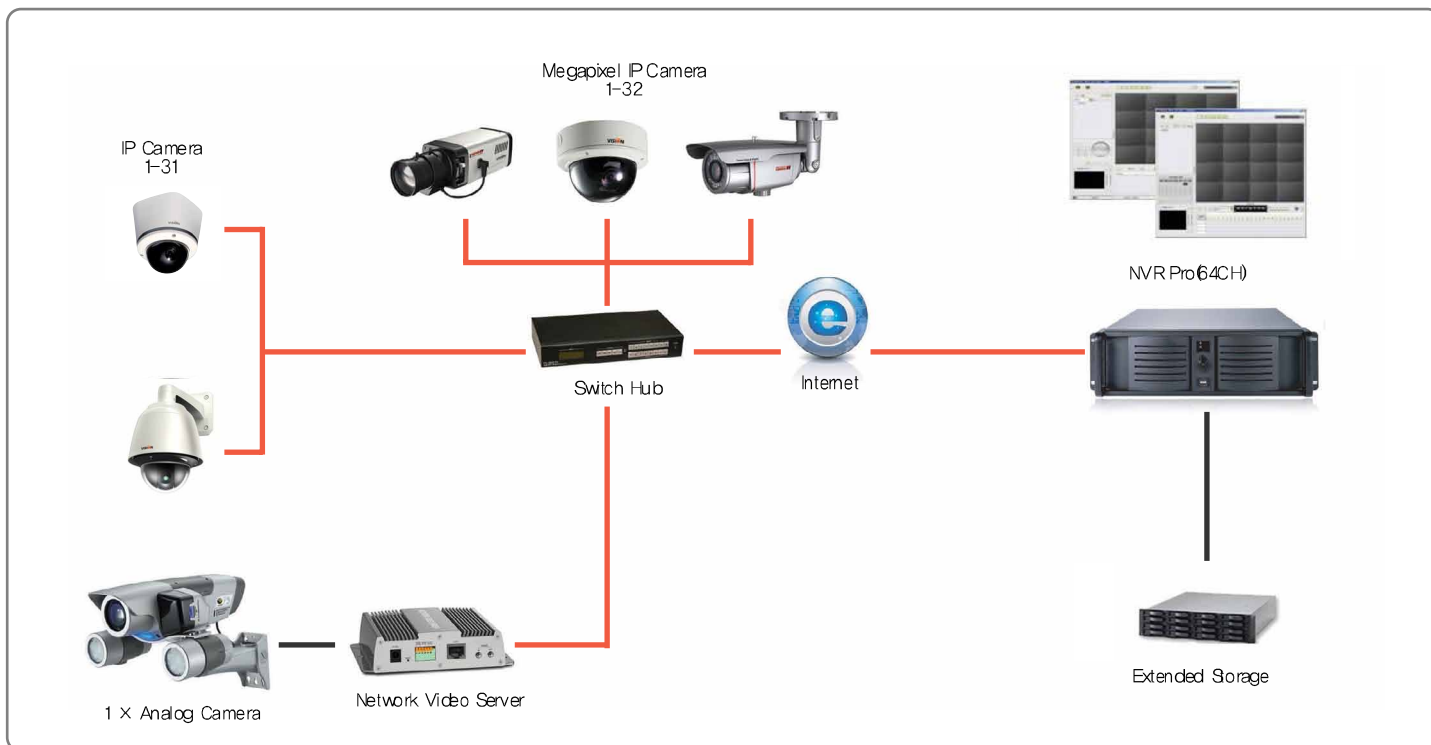 Megapixel IP Camera
1-32
IP Camera
1-31
NVR Pro(64CH)
Switch Hub
Internet
Extended Storage
Network Video Server
1 × Analog Camera